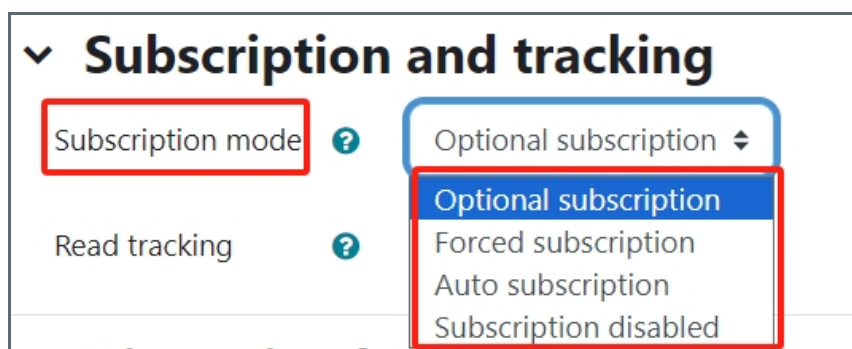 Subscription and tracking
Subscription mode
Optional subscription
Optional subscription
Forced subscription
Read tracking
Auto subscription
Subscription disabled